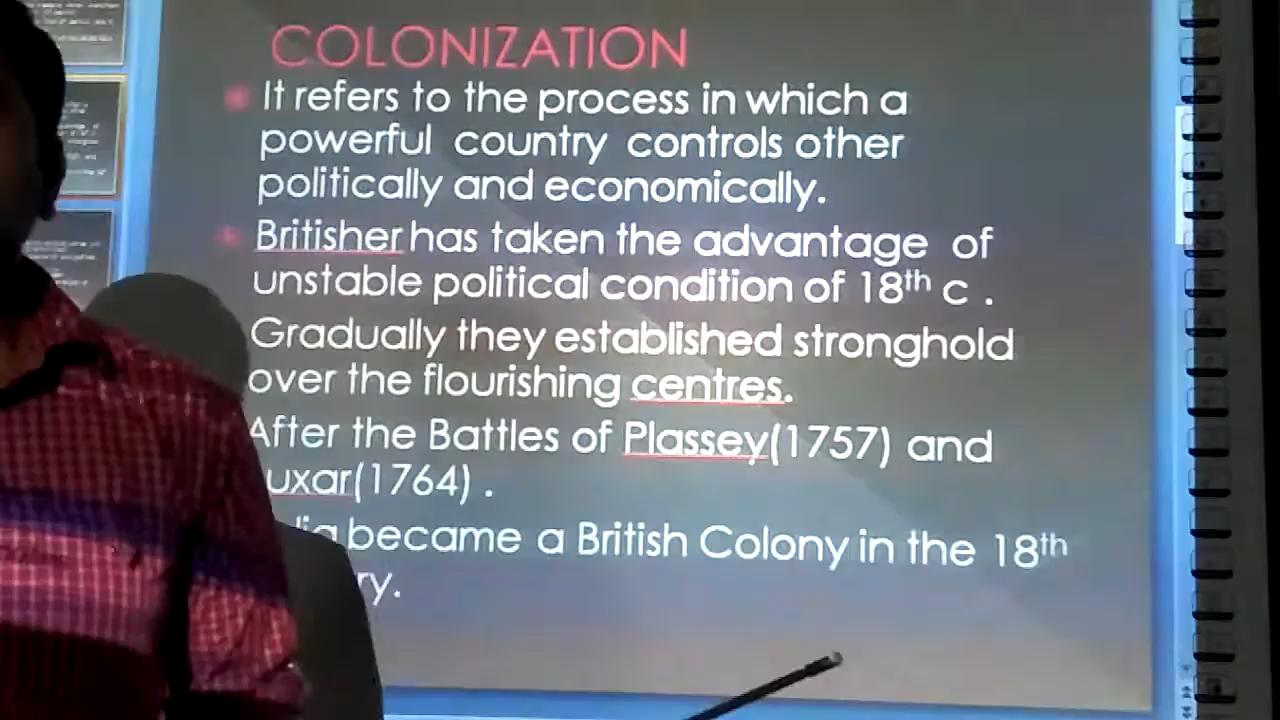 COLONIZATION
It refers to the process in which a
powerful country controls other
politically and economically.
Britisher has taken the advantage of
unstable political condition of 18th c .
Gradually they established stronghold
over the flourishing centres.
After the Battles of Plassey(1757) and
uxar(1764) .
became a British Colony in the 18th
ry.